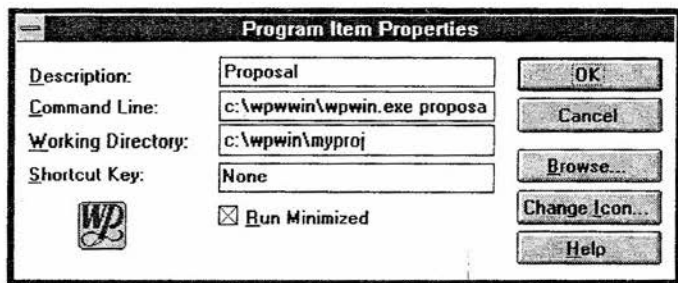 Program Item Properties
Description: Proposal
Command Line: c:\wpwwin\wpwin.exe proposa
Working Directory: c:\wpwin\myproj
Shortcut Key: None
Run Minimized
OK
Cancel
Browse...
Change Icon...
Help
WP